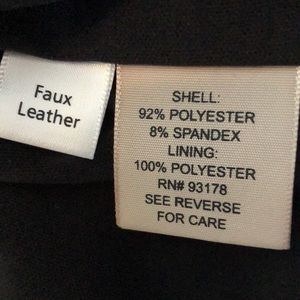 Faux
Leather
SHELL:
92% POLYESTER
8% SPANDEX
LINING:
100% POLYESTER
RN# 93178
SEE REVERSE
FOR CARE